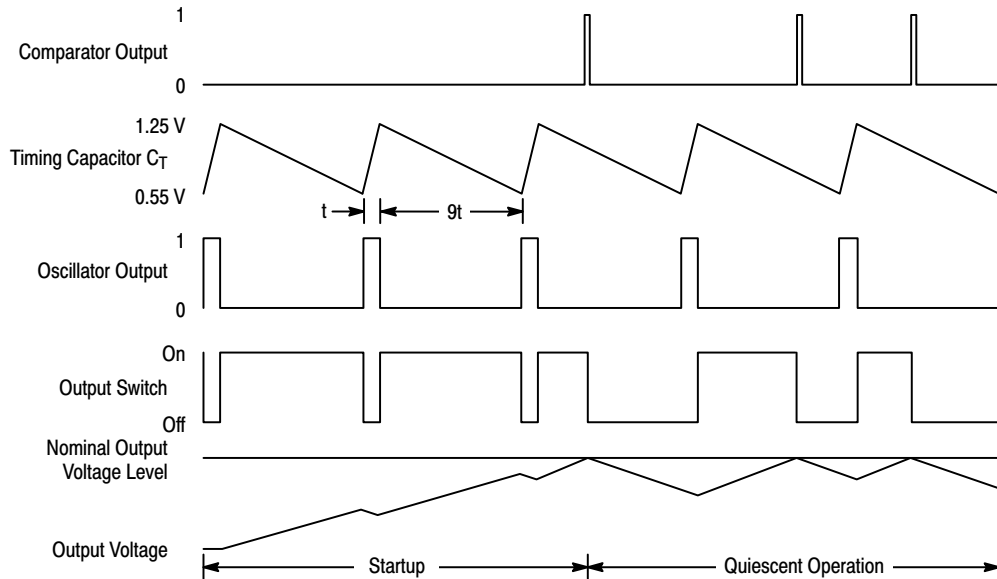 1
Comparator Output
0
1.25 V
Timing Capacitor CT
0.55 V
t
9t
1
Oscillator Output
0
On
Output Switch
Off
Nominal Output
Voltage Level
Output Voltage
Startup
Quiescent Operation